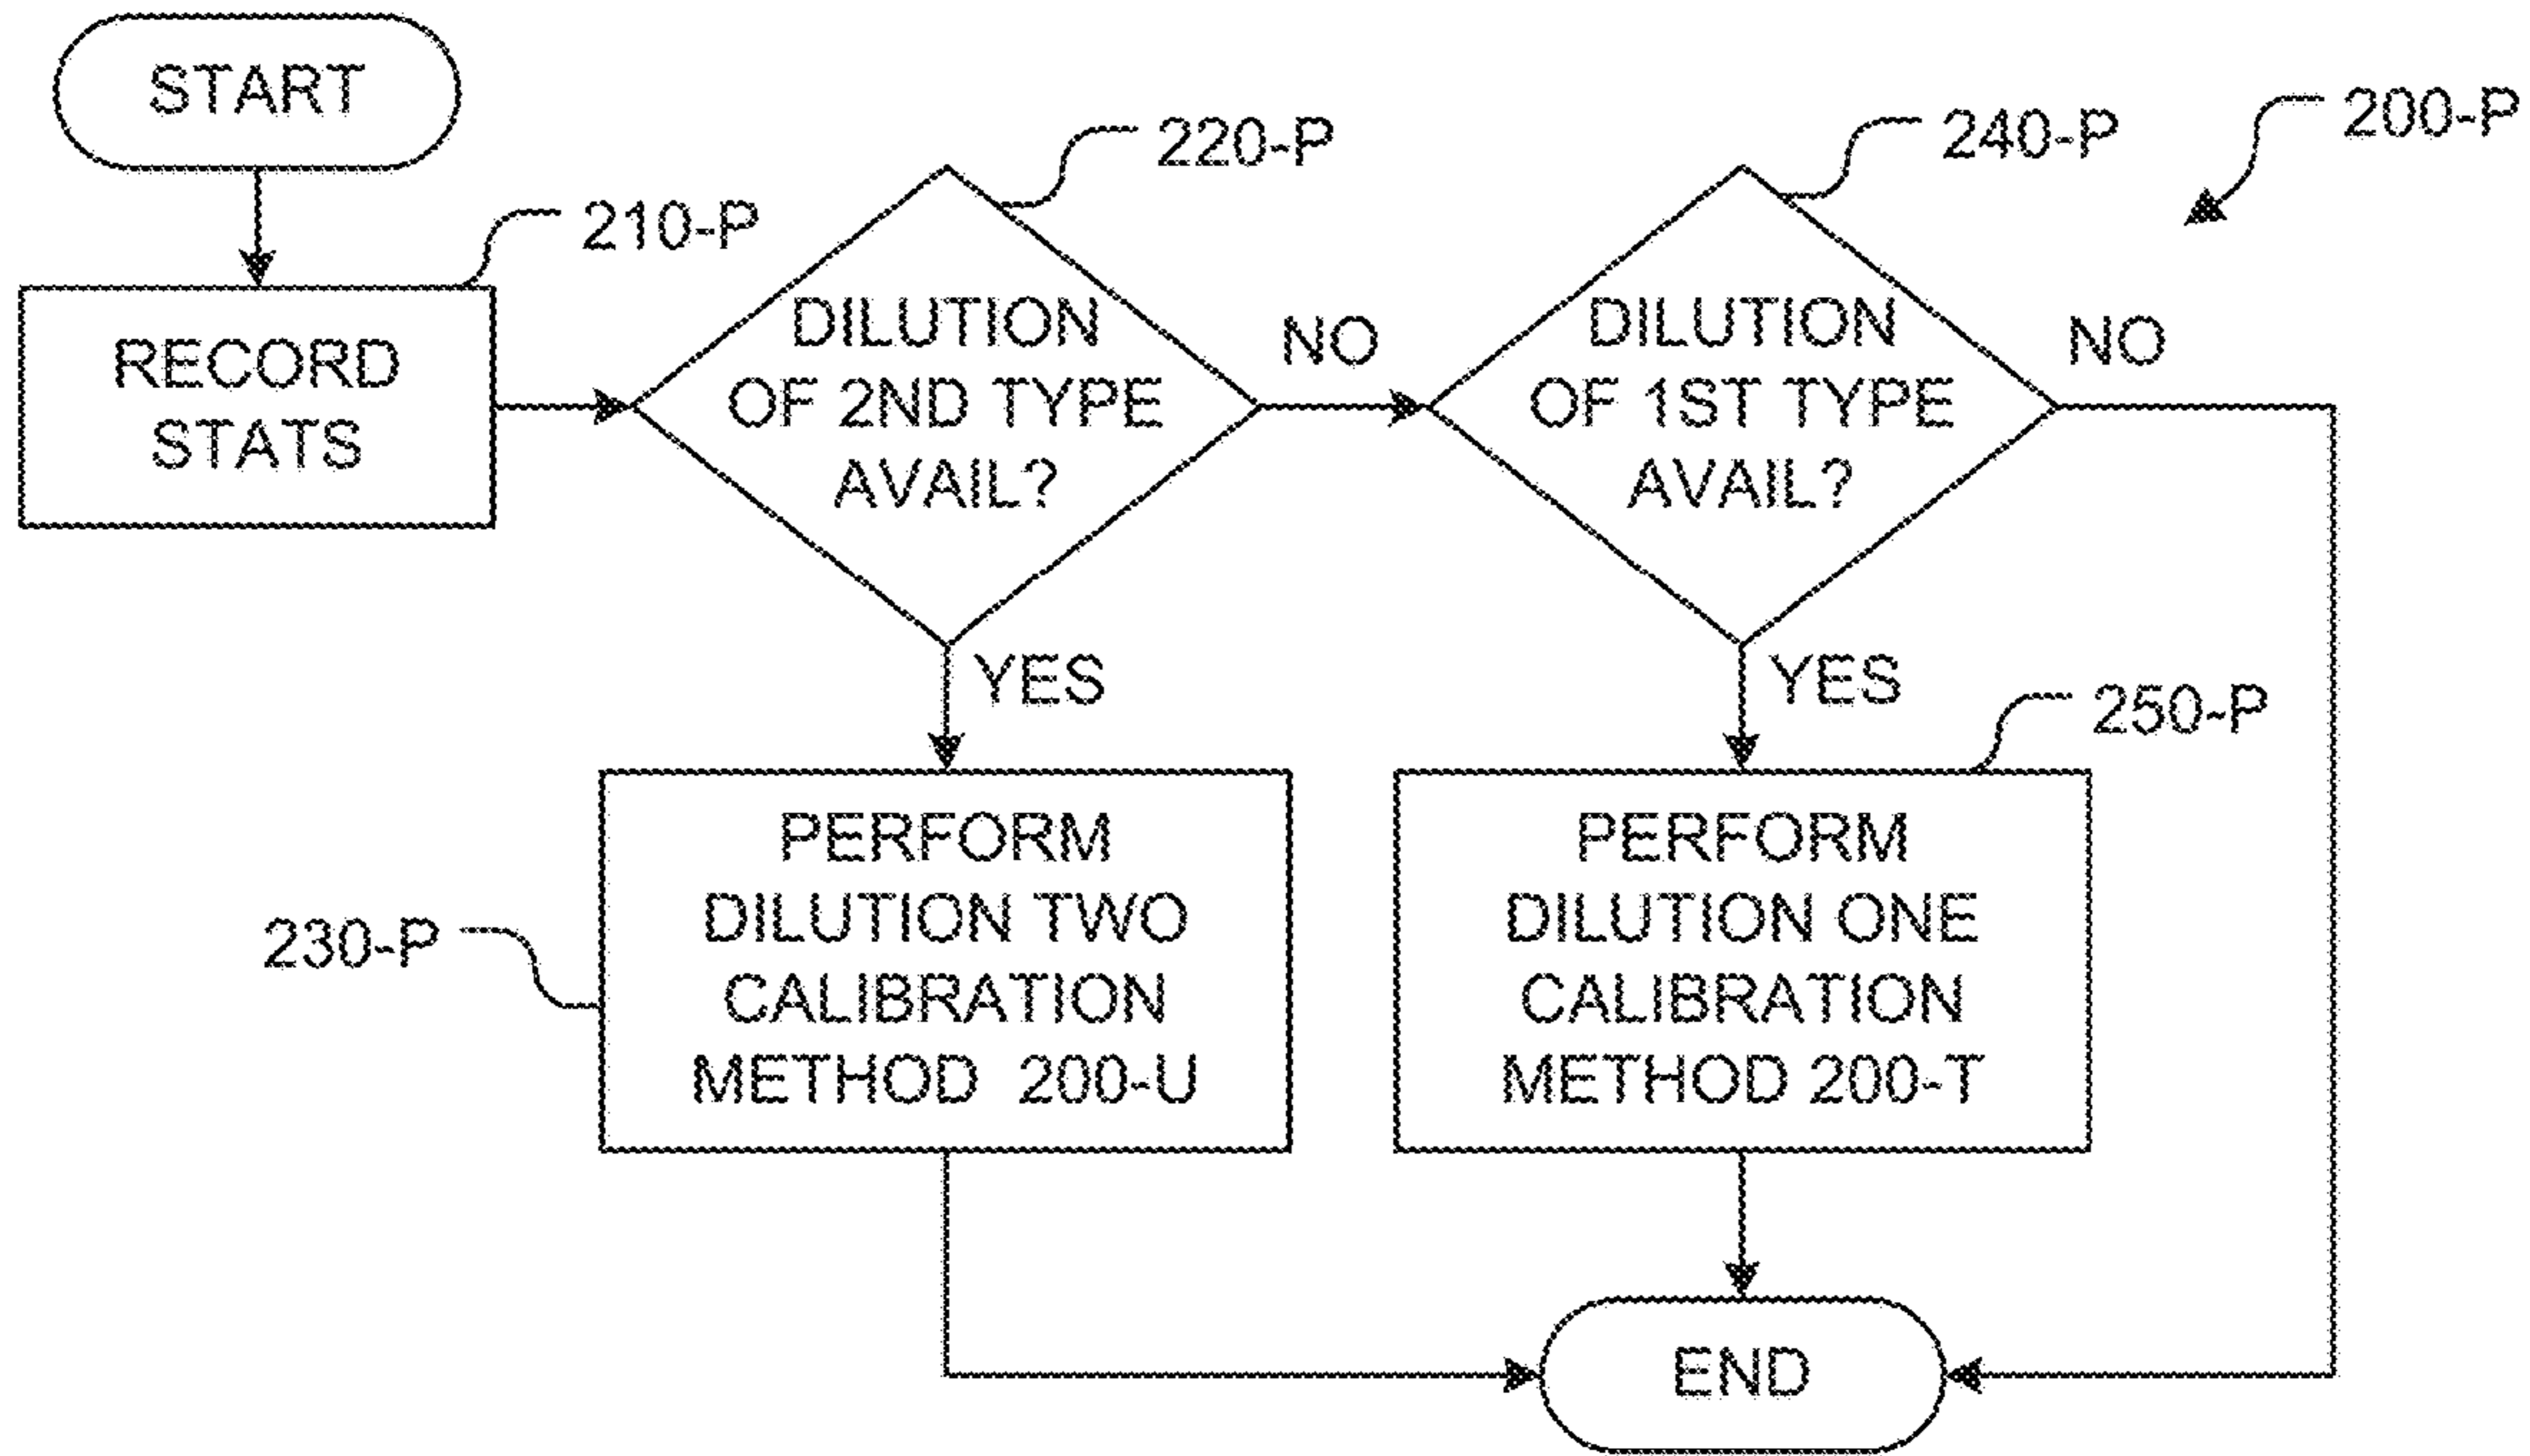 START
200-P
220-P
240-P
210-P
RECORD
STATS
DILUTION
OF 2ND TYPE
AVAIL?
NO
DILUTION
OF 1ST TYPE
AVAIL?
NO
YES
YES
250-P
230-P
PERFORM
DILUTION TWO
CALIBRATION
METHOD 200-U
PERFORM
DILUTION ONE
CALIBRATION
METHOD 200-T
END